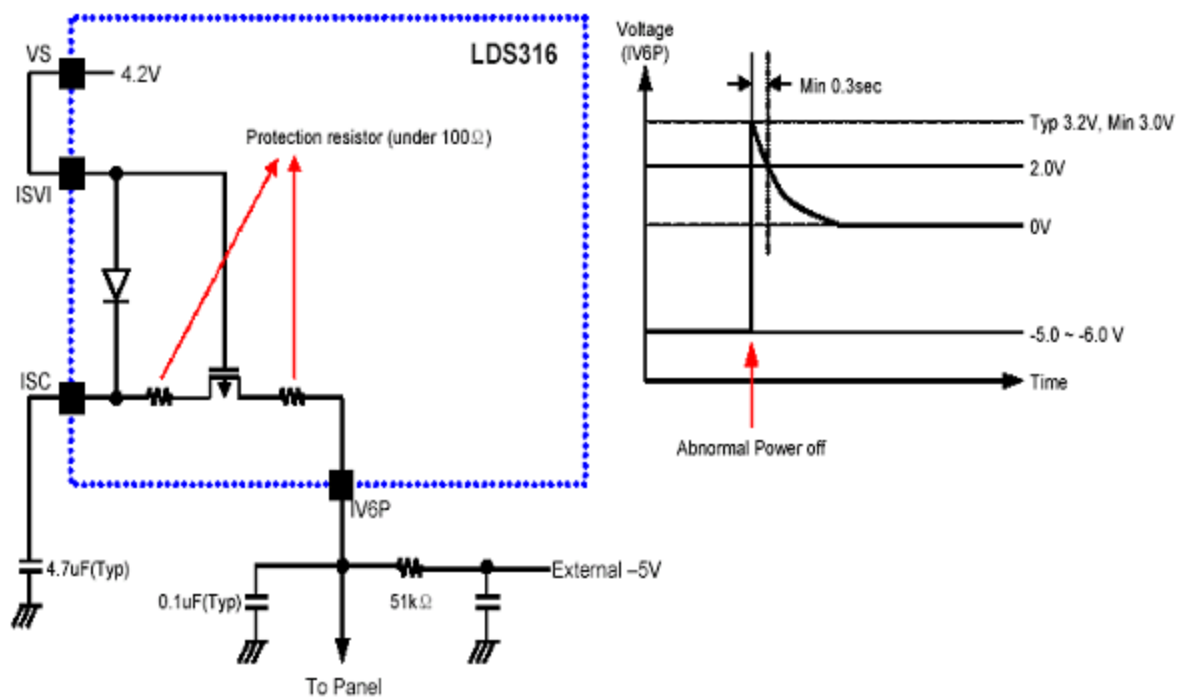 LDS316
VS
4.2V
Protection resistor (under 100Ω)
ISVI
ISC
IV6P
4.7uF(Typ)
0.1uF(Typ)
51kΩ
External –5V
To Panel
Voltage
(IV6P)
Min 0.3sec
Typ 3.2V, Min 3.0V
2.0V
0V
-5.0 ~ -6.0 V
Time
Abnormal Power off